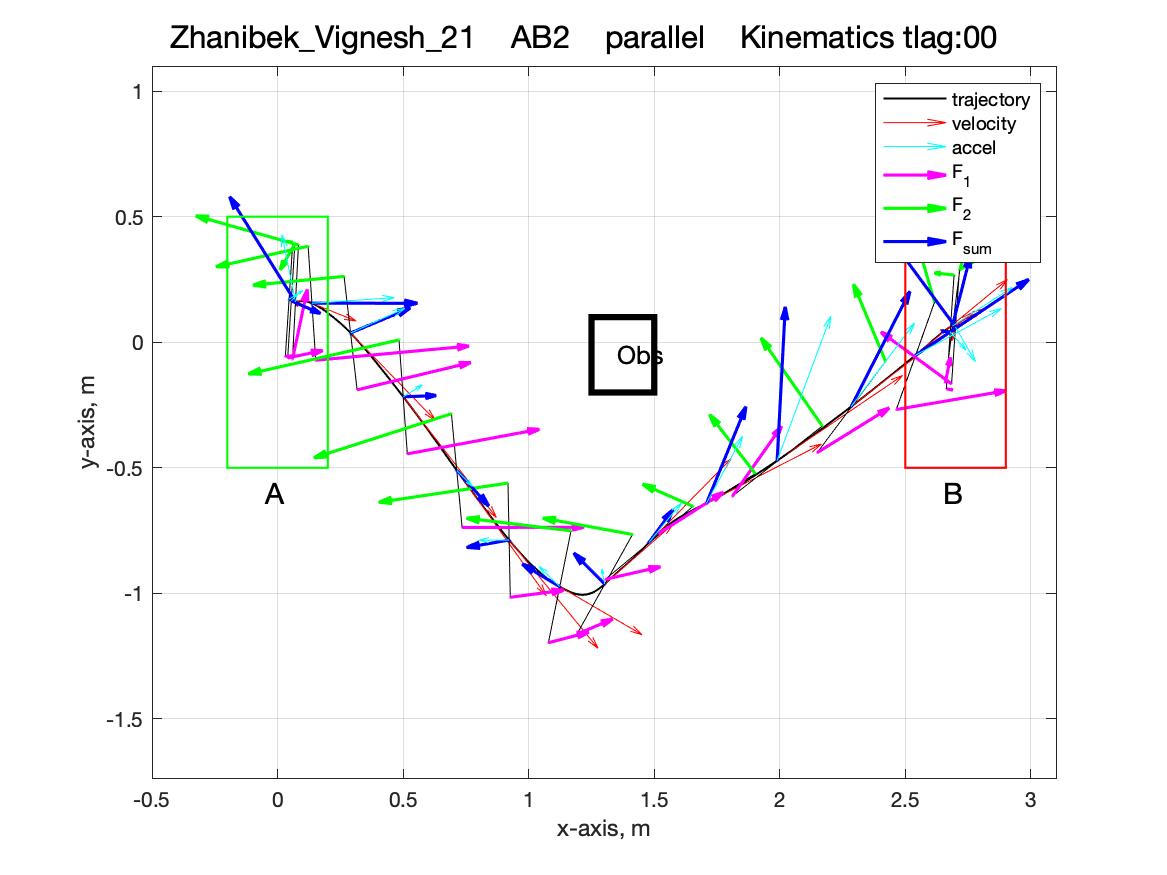 Zhanibek_Vignesh_21 AB2 parallel Kinematics tlag:00
trajectory
velocity
accel
F1
F2
Fsum
1
0.5
0
-0.5
-1
-1.5
y-axis, m
Obs
A
B
-0.5 0 0.5 1 1.5 2 2.5 3
x-axis, m